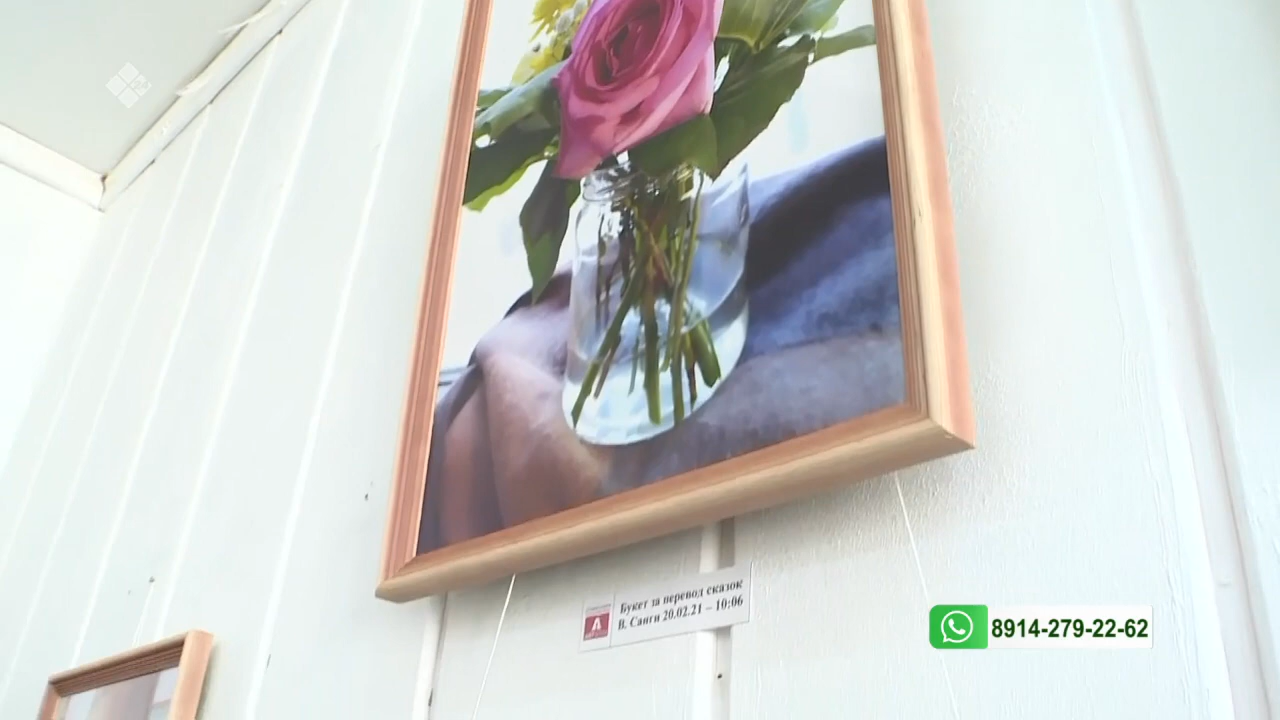 Букет за перевод сказок
В. Санги 20.02.21 – 10:06
8914-279-22-62